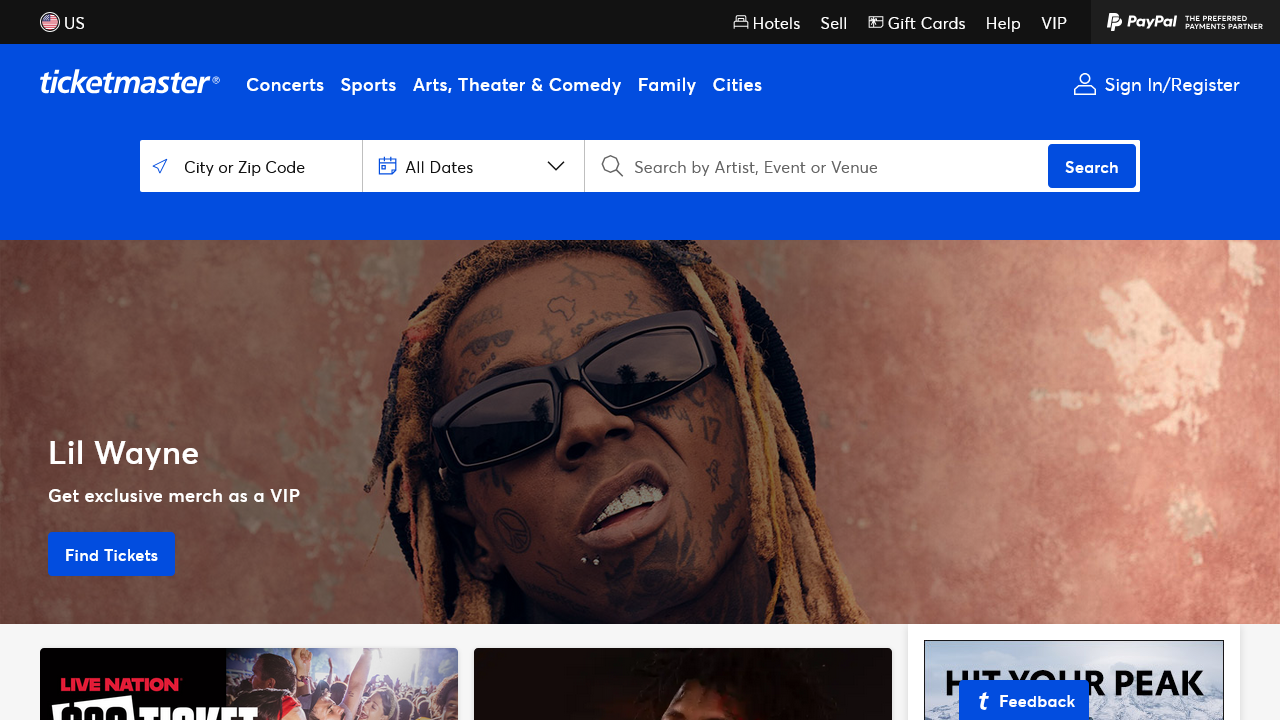 US
Hotels
Sell
Gift Cards
Help
VIP
PayPal
THE PREFERRED
PAYMENTS PARTNER
ticketmaster®
Concerts
Sports
Arts, Theater & Comedy
Family
Cities
Sign In/Register
City or Zip Code
All Dates
Search by Artist, Event or Venue
Search
Lil Wayne
Get exclusive merch as a VIP
Find Tickets
LIVE NATION
TICKET
HIT YOUR PEAK
t Feedback